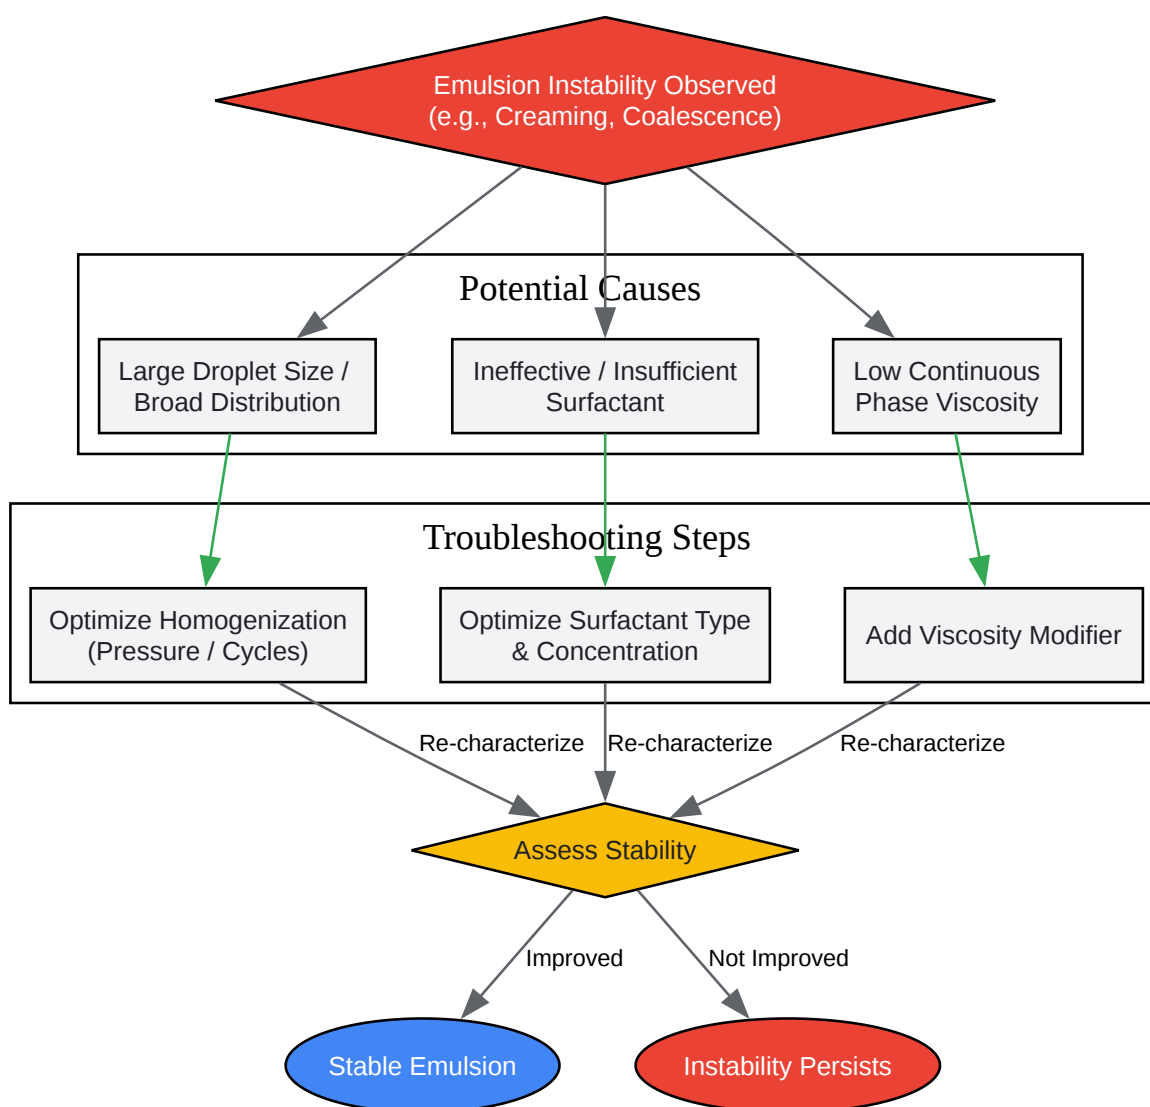 Emulsion Instability Observed
(e.g., Creaming, Coalescence)
Potential Causes
Large Droplet Size /
Broad Distribution
Ineffective / Insufficient
Surfactant
Low Continuous
Phase Viscosity
Troubleshooting Steps
Optimize Homogenization
(Pressure / Cycles)
Optimize Surfactant Type
& Concentration
Add Viscosity Modifier
Re-characterize
Re-characterize
Re-characterize
Assess Stability
Improved
Not Improved
Stable Emulsion
Instability Persists